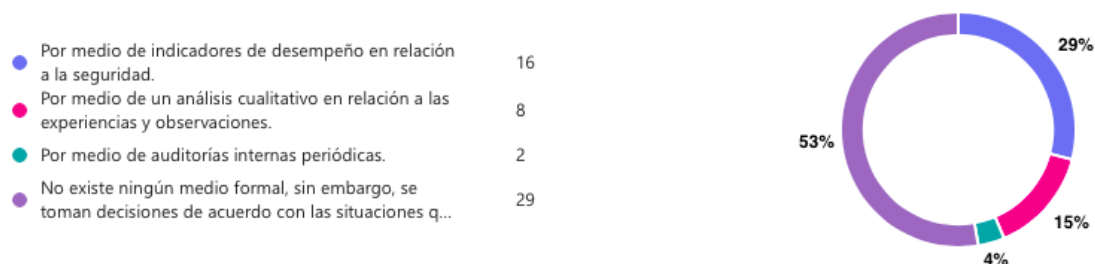 Por medio de indicadores de desempeño en relación
a la seguridad.
16
Por medio de un análisis cualitativo en relación a las
experiencias y observaciones.
8
Por medio de auditorías internas periódicas.
2
No existe ningún medio formal, sin embargo, se
toman decisiones de acuerdo con las situaciones q...
29
29%
53%
15%
4%